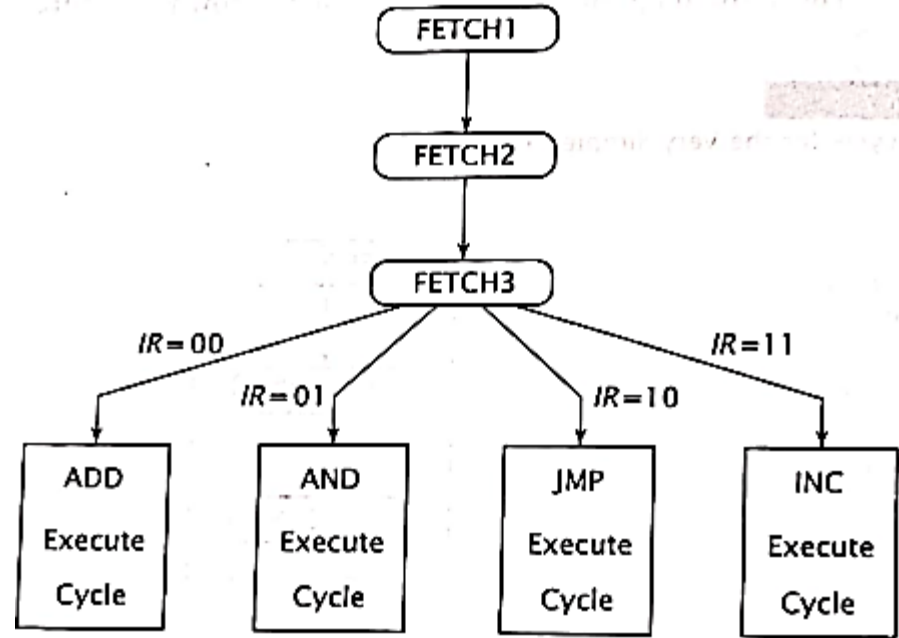 FETCH1
FETCH2
FETCH3
IR=00
IR=01
IR=10
IR=11
ADD
Execute
Cycle
AND
Execute
Cycle
JMP
Execute
Cycle
INC
Execute
Cycle